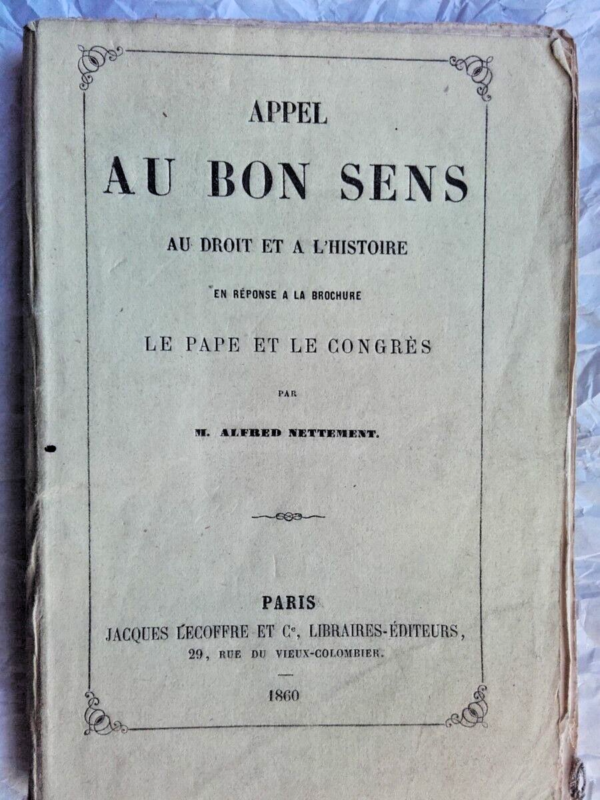 APPEL
AU BON SENS
AU DROIT ET A L'HISTOIRE
EN RÉPONSE A LA BROCHURE
LE PAPE ET LE CONGRÈS
PAR
M. ALFRED NETTEMENT.
PARIS
JACQUES LECOFFRE ET Cᵉ, LIBRAIRES-ÉDITEURS,
29, RUE DU VIEUX-COLOMBIER.
1860